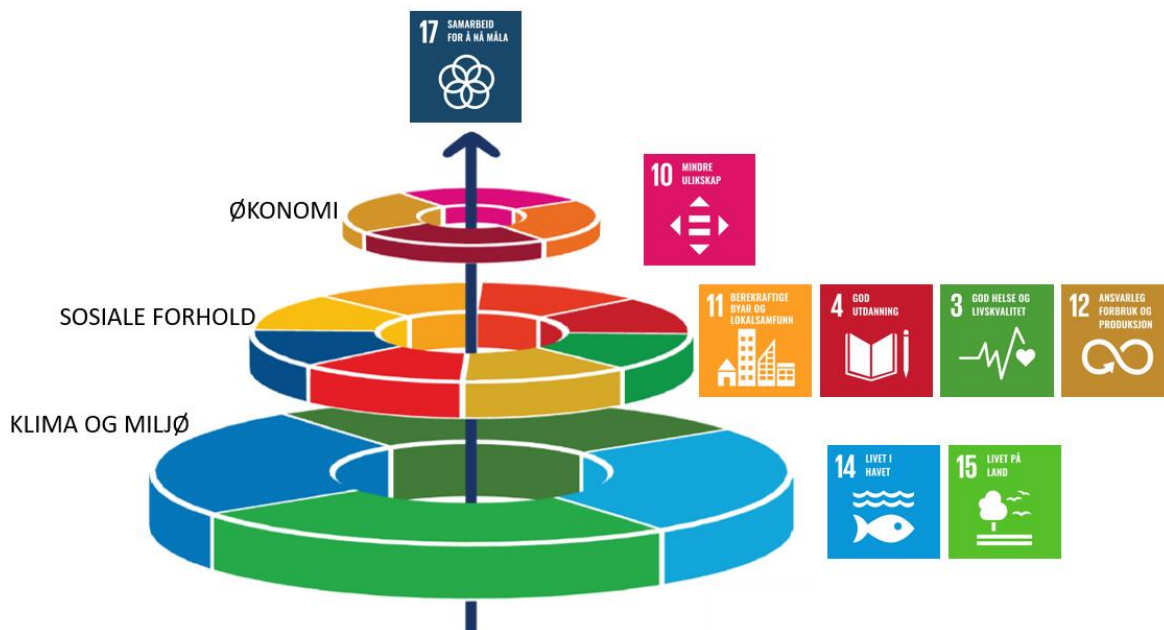 17 SAMARBEID
FOR Å NÅ MÅLA
ØKONOMI
10 MINDRE
ULIKSKAP
SOSIALE FORHOLD
11 BEREKRAFTIGE
BYAR OG
LOKALSAMFUNN
4 GOD
UTDANNING
3 GOD HELSE OG
LIVSKVALITET
12 ANSVARLEG
FORBRUK OG
PRODUKSJON
KLIMA OG MILJØ
14 LIVET I
HAVET
15 LIVET PÅ
LAND